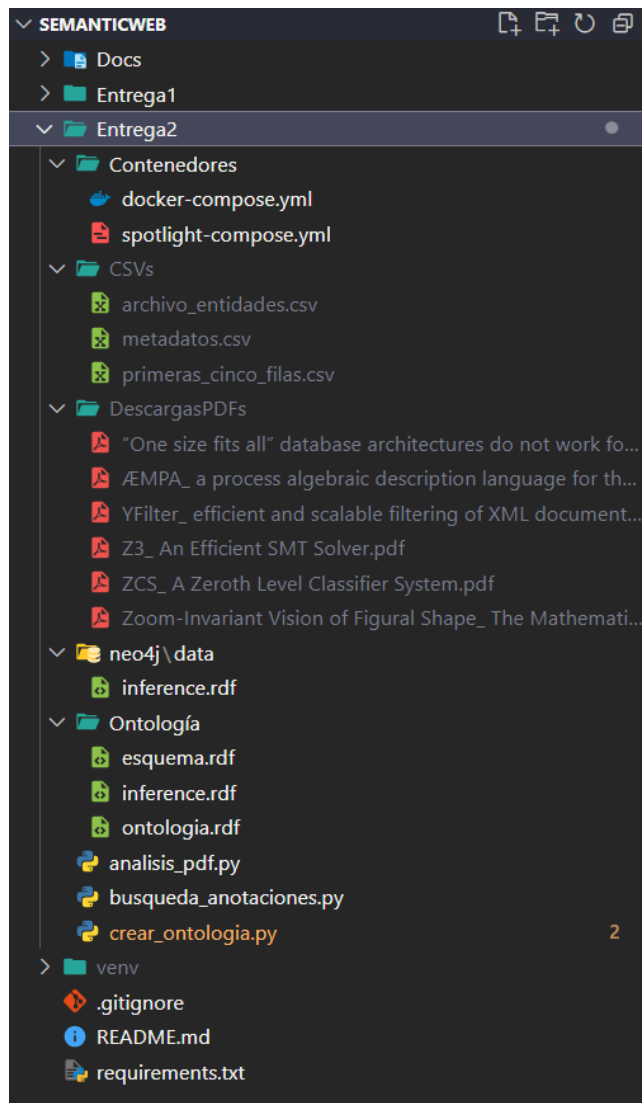 SEMANTICWEB
Docs
Entrega1
Entrega2
Contenedores
docker-compose.yml
spotlight-compose.yml
CSVs
archivo_entidades.csv
metadatos.csv
primeras_cinco_filas.csv
DescargasPDFs
“One size fits all” database architectures do not work fo...
ÆMPA_ a process algebraic description language for th...
YFilter_ efficient and scalable filtering of XML document...
Z3_ An Efficient SMT Solver.pdf
ZCS_ A Zeroth Level Classifier System.pdf
Zoom-Invariant Vision of Figural Shape_ The Mathemati...
neo4j\data
inference.rdf
Ontología
esquema.rdf
inference.rdf
ontologia.rdf
analisis_pdf.py
busqueda_anotaciones.py
crear_ontologia.py 2
venv
.gitignore
README.md
requirements.txt